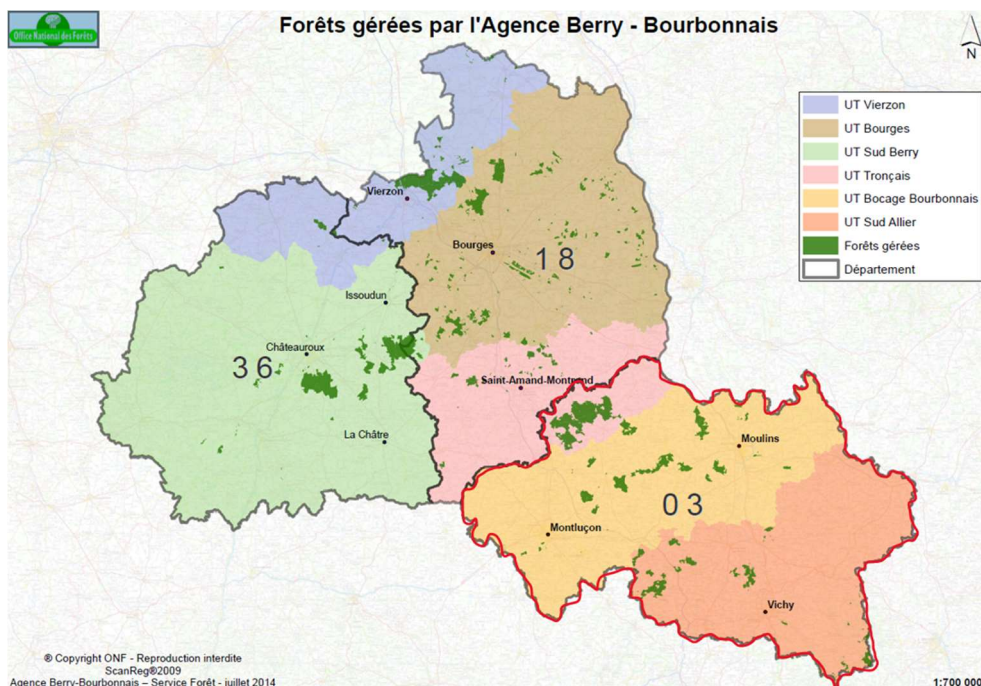 Office National des Forêts
Forêts gérées par l'Agence Berry - Bourbonnais
N
UT Vierzon
UT Bourges
UT Sud Berry
UT Tronçais
UT Bocage Bourbonnais
UT Sud Allier
Forêts gérées
Département
Vierzon
Bourges
18
Issoudun
Châteauroux
36
Saint-Amand-Montrond
La Châtre
Moulins
03
Montluçon
Vichy
® Copyright ONF - Reproduction interdite
ScanReg®2009
Agence Berry-Bourbonnais – Service Forêt - juillet 2014
1:700 000